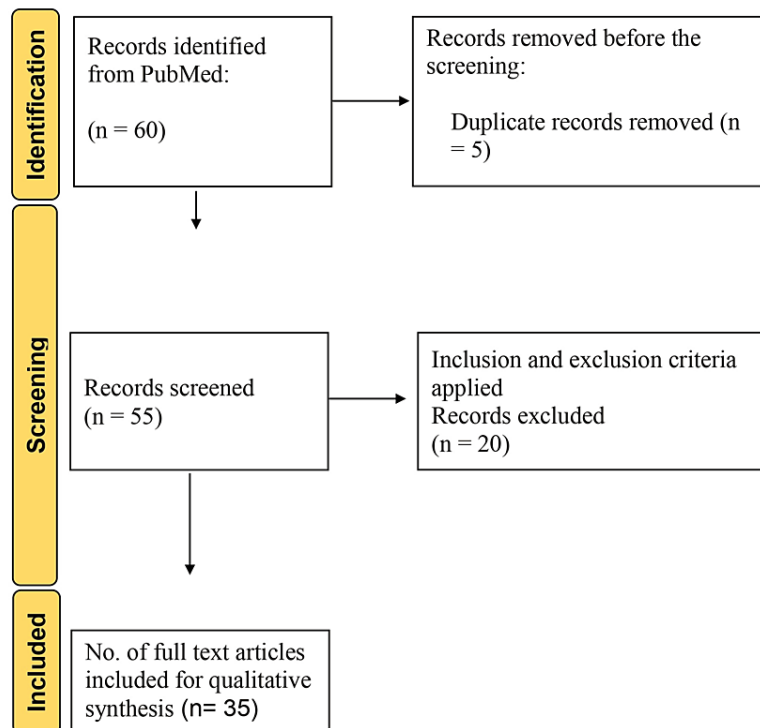 Identification
Records identified
from PubMed:
(n = 60)
Records removed before the
screening:
Duplicate records removed (n
= 5)
Screening
Records screened
(n = 55)
Inclusion and exclusion criteria
applied
Records excluded
(n = 20)
Included
No. of full text articles
included for qualitative
synthesis (n= 35)